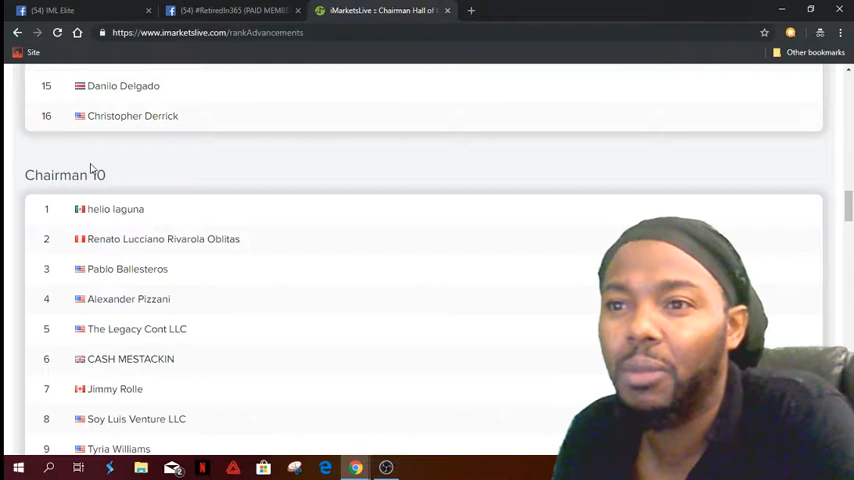 (54) IML Elite
(54) #RetiredIn365 (PAID MEMBE
iMarketsLive :: Chairman Hall of F
https://www.imarketslive.com/rankAdvancements
Site
Other bookmarks
15 Danilo Delgado
16 Christopher Derrick
Chairman 10
1 helio laguna
2 Renato Lucciano Rivarola Oblitas
3 Pablo Ballesteros
4 Alexander Pizzani
5 The Legacy Cont LLC
6 CASH MESTACKIN
7 Jimmy Rolle
8 Soy Luis Venture LLC
9 Tyria Williams